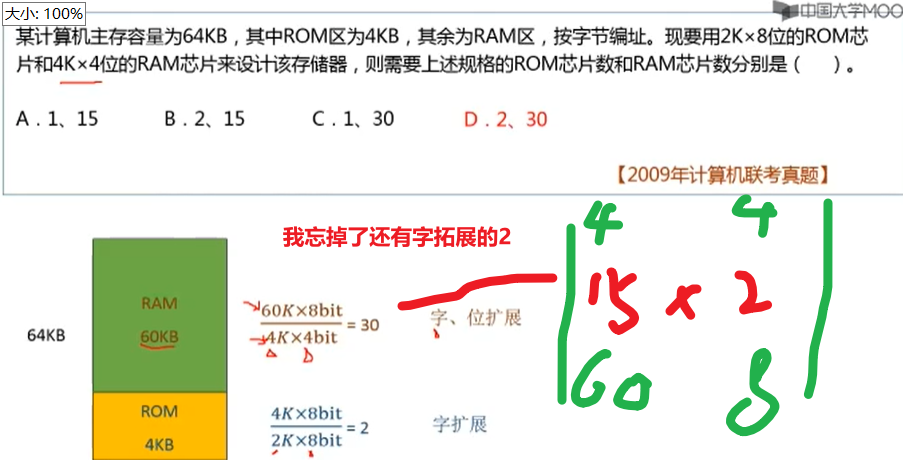 大小: 100%
中国大学MOO
某计算机主存容量为64KB，其中ROM区为4KB，其余为RAM区，按字节编址。现要用2K×8位的ROM芯
片和4K×4位的RAM芯片来设计该存储器，则需要上述规格的ROM芯片数和RAM芯片数分别是（ ）。
A．1、15 B．2、15 C．1、30 D．2、30
【2009年计算机联考真题】
我忘掉了还有字拓展的2
4 4
15 × 2
60 8
64KB
RAM
60KB
60K×8bit
4K×4bit
= 30
字、位扩展
ROM
4KB
4K×8bit
2K×8bit
= 2
字扩展